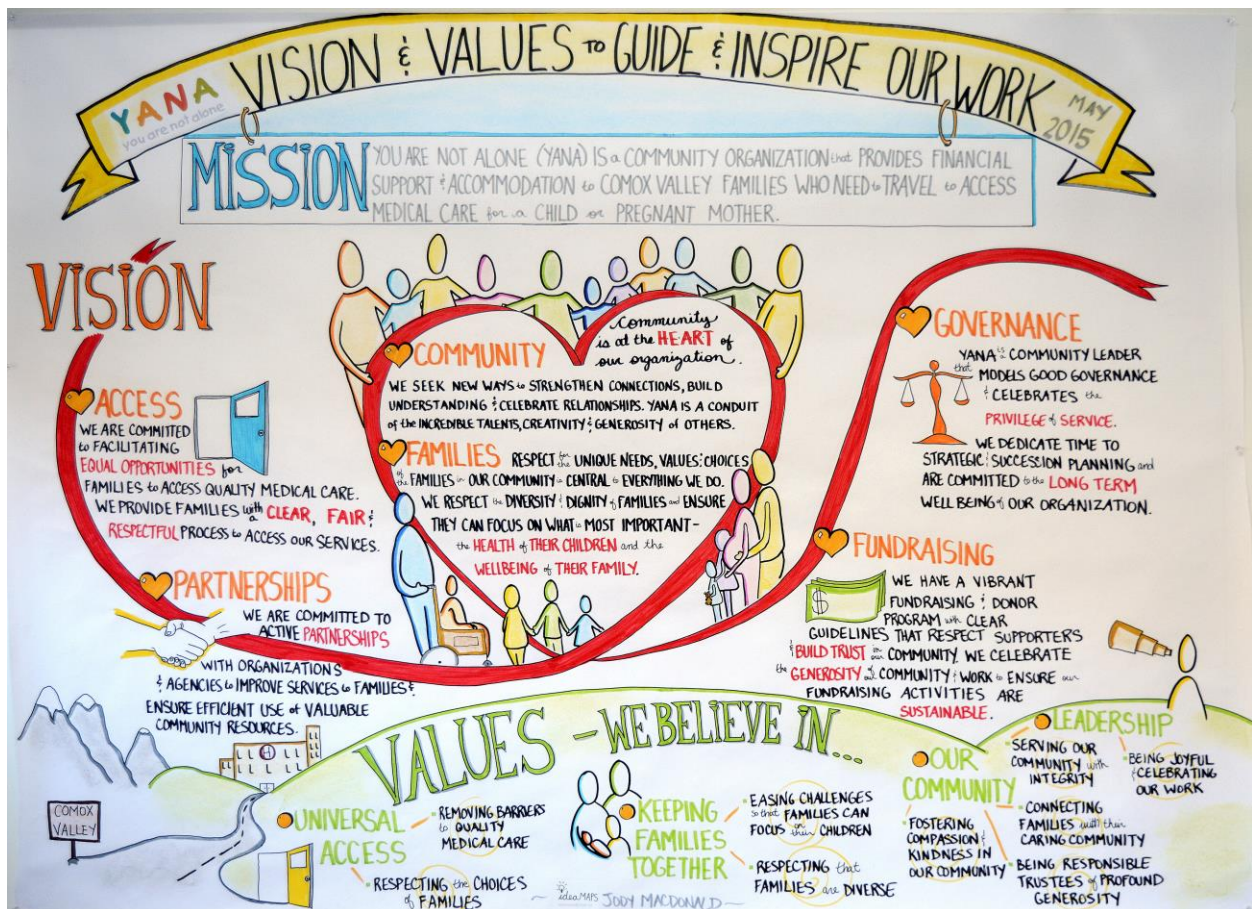 YANA
you are not alone
VISION & VALUES TO GUIDE & INSPIRE OUR WORK
MAY
2015
MISSION
YOU ARE NOT ALONE (YANA) IS a COMMUNITY ORGANIZATION that PROVIDES FINANCIAL
SUPPORT & ACCOMMODATION to COMOX VALLEY FAMILIES WHO NEED to TRAVEL to ACCESS
MEDICAL CARE for a CHILD or PREGNANT MOTHER.
VISION
ACCESS
WE ARE COMMITTED
to FACILITATING
EQUAL OPPORTUNITIES for
FAMILIES to ACCESS QUALITY MEDICAL CARE.
WE PROVIDE FAMILIES with a CLEAR, FAIR &
RESPECTFUL PROCESS to ACCESS OUR SERVICES.
PARTNERSHIPS
WE ARE COMMITTED TO
ACTIVE PARTNERSHIPS
WITH ORGANIZATIONS
& AGENCIES to IMPROVE SERVICES to FAMILIES &
ENSURE EFFICIENT USE of VALUABLE
COMMUNITY RESOURCES.
Community
is at the HEART of
our organization.
COMMUNITY
WE SEEK NEW WAYS to STRENGTHEN CONNECTIONS, BUILD
UNDERSTANDING & CELEBRATE RELATIONSHIPS. YANA IS A CONDUIT
of the INCREDIBLE TALENTS, CREATIVITY & GENEROSITY of OTHERS.
FAMILIES
RESPECT for the UNIQUE NEEDS, VALUES & CHOICES
of the FAMILIES in OUR COMMUNITY is CENTRAL to EVERYTHING WE DO.
WE RESPECT the DIVERSITY & DIGNITY of FAMILIES and ENSURE
THEY CAN FOCUS ON WHAT is MOST IMPORTANT -
the HEALTH of THEIR CHILDREN and the
WELLBEING of THEIR FAMILY.
GOVERNANCE
YANA is a COMMUNITY LEADER
that MODELS GOOD GOVERNANCE
& CELEBRATES the
PRIVILEGE of SERVICE.
WE DEDICATE TIME TO
STRATEGIC & SUCCESSION PLANNING and
ARE COMMITTED to the LONG TERM
WELL BEING of OUR ORGANIZATION.
FUNDRAISING
$
WE HAVE A VIBRANT
FUNDRAISING & DONOR
PROGRAM with CLEAR
GUIDELINES THAT RESPECT SUPPORTERS
& BUILD TRUST in our COMMUNITY. WE CELEBRATE
the GENEROSITY of our COMMUNITY & WORK to ENSURE our
FUNDRAISING ACTIVITIES ARE
SUSTAINABLE.
H
COMOX
VALLEY
VALUES - WE BELIEVE IN...
UNIVERSAL
ACCESS
REMOVING BARRIERS
to QUALITY
MEDICAL CARE
RESPECTING the CHOICES
of FAMILIES
KEEPING
FAMILIES
TOGETHER
EASING CHALLENGES
so that FAMILIES CAN
FOCUS on their CHILDREN
RESPECTING that
FAMILIES are DIVERSE
OUR
COMMUNITY
FOSTERING
COMPASSION &
KINDNESS IN
OUR COMMUNITY
CONNECTING
FAMILIES with their
CARING COMMUNITY
BEING RESPONSIBLE
TRUSTEES of PROFOUND
GENEROSITY
LEADERSHIP
SERVING OUR
COMMUNITY with
INTEGRITY
BEING JOYFUL
& CELEBRATING
OUR WORK
idea MAPS JODY MACDONALD